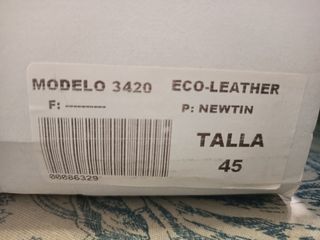 MODELO 3420 ECO-LEATHER
F: ---------- P: NEWTIN
TALLA
45
00086329